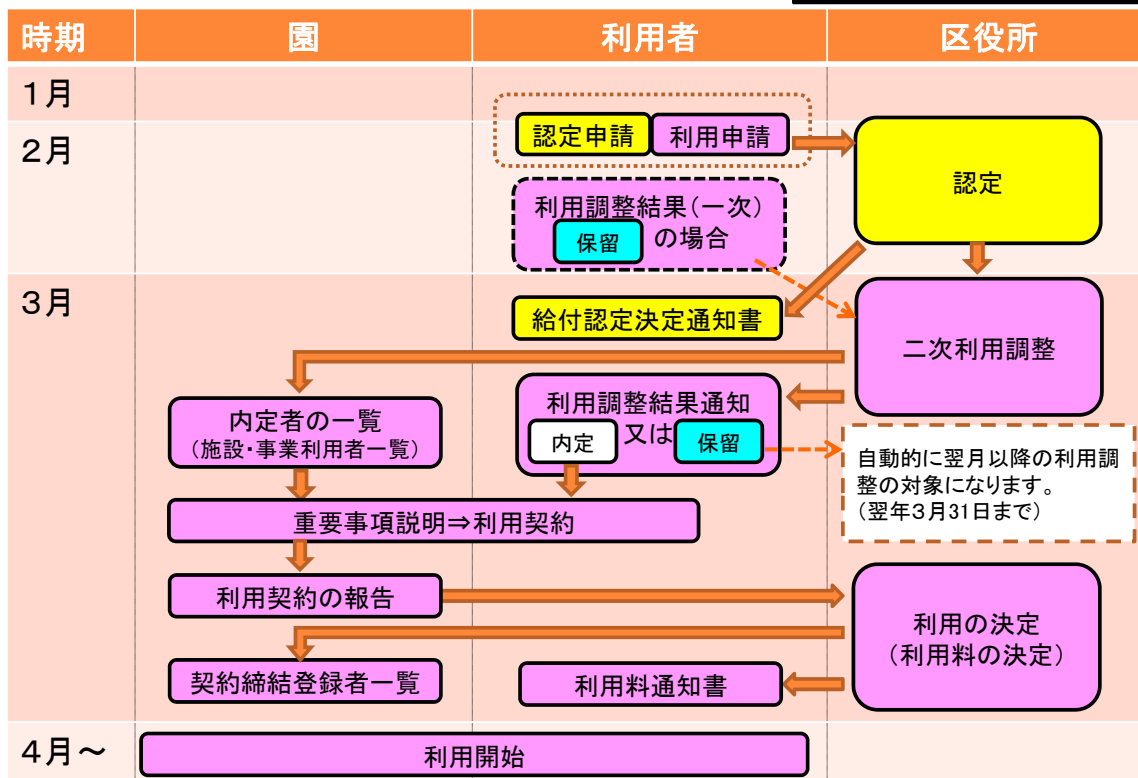 時期
園
利用者
区役所
1月
2月
認定申請
利用申請
認定
利用調整結果(一次)
保留
の場合
3月
給付認定決定通知書
二次利用調整
内定者の一覧
(施設・事業利用者一覧)
利用調整結果通知
内定
又は
保留
自動的に翌月以降の利用調
整の対象になります。
(翌年3月31日まで)
重要事項説明⇒利用契約
利用契約の報告
利用の決定
(利用料の決定)
契約締結登録者一覧
利用料通知書
4月~
利用開始